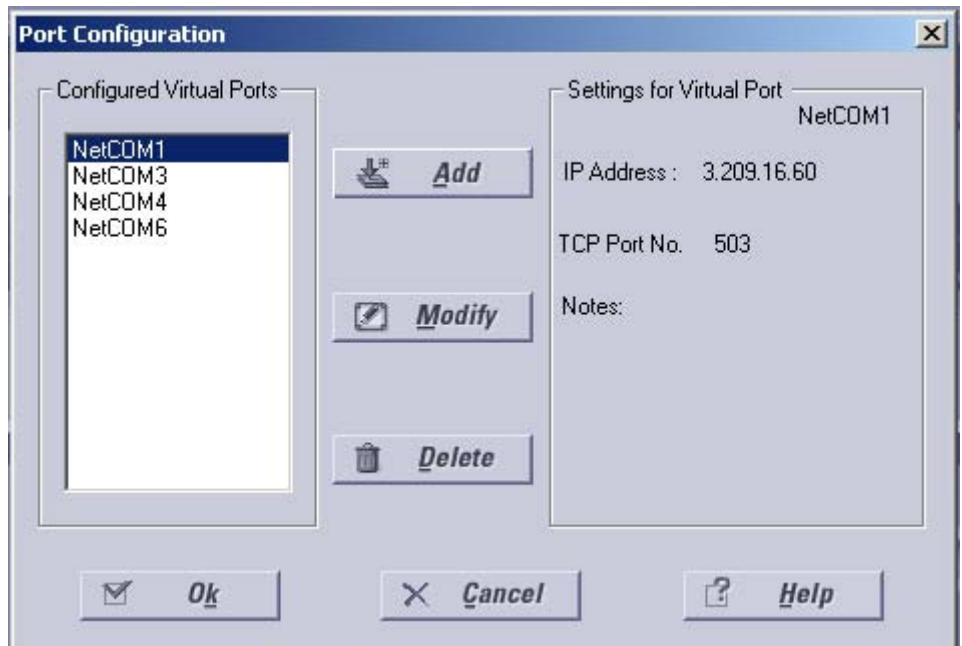 Port Configuration
Configured Virtual Ports
NetCOM1
NetCOM3
NetCOM4
NetCOM6
Add
Modify
Delete
Settings for Virtual Port
NetCOM1
IP Address : 3.209.16.60
TCP Port No. 503
Notes:
Ok
Cancel
Help